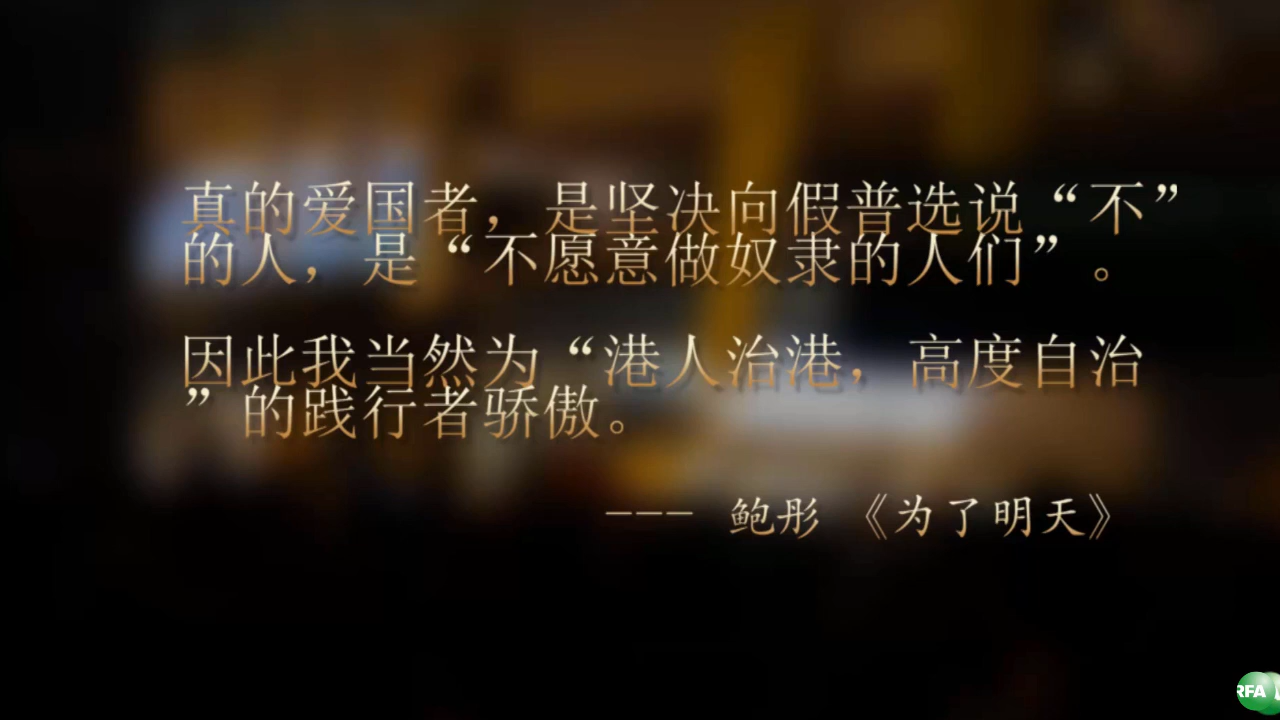 真的爱国者，是坚决向假普选说“不”
的人，是“不愿意做奴隶的人们”。
因此我当然为“港人治港，高度自治
”的践行者骄傲。
--- 鲍彤 《为了明天》
RFA